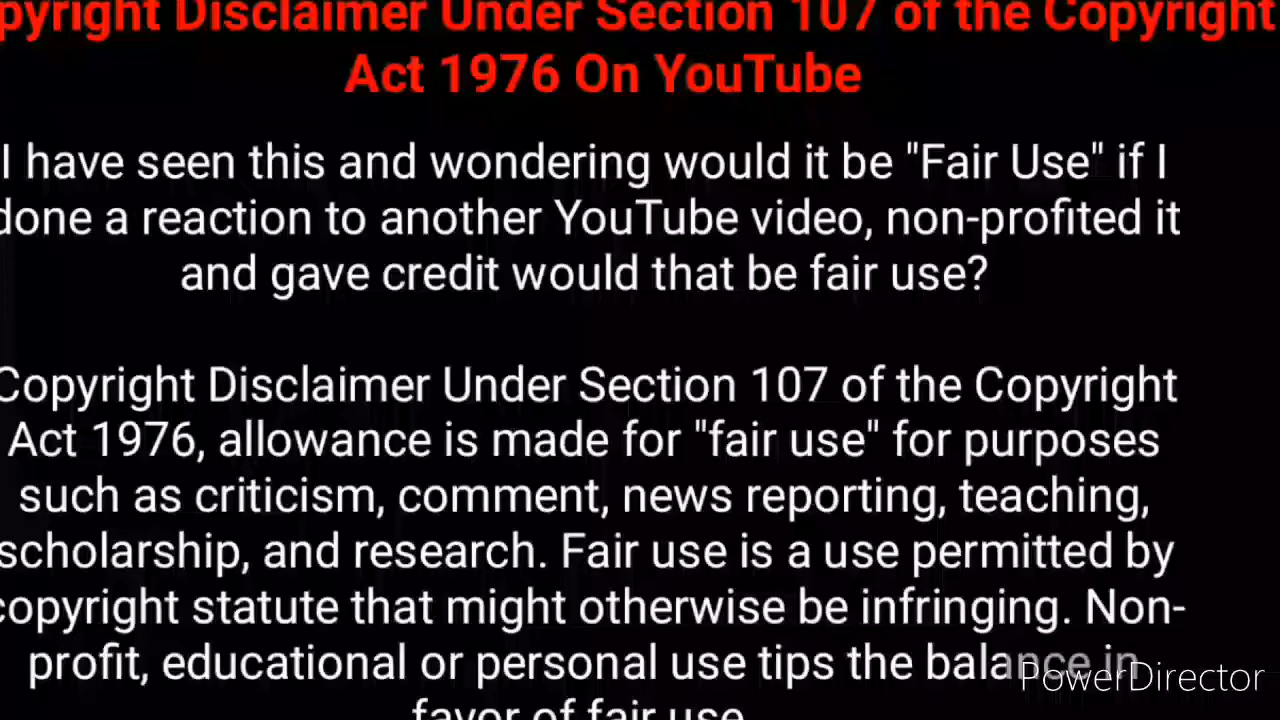 pyright Disclaimer Under Section 107 of the Copyright
Act 1976 On YouTube
I have seen this and wondering would it be "Fair Use" if I
done a reaction to another YouTube video, non-profited it
and gave credit would that be fair use?
Copyright Disclaimer Under Section 107 of the Copyright
Act 1976, allowance is made for "fair use" for purposes
such as criticism, comment, news reporting, teaching,
scholarship, and research. Fair use is a use permitted by
copyright statute that might otherwise be infringing. Non-
profit, educational or personal use tips the balance in
PowerDirector
favor of fair use